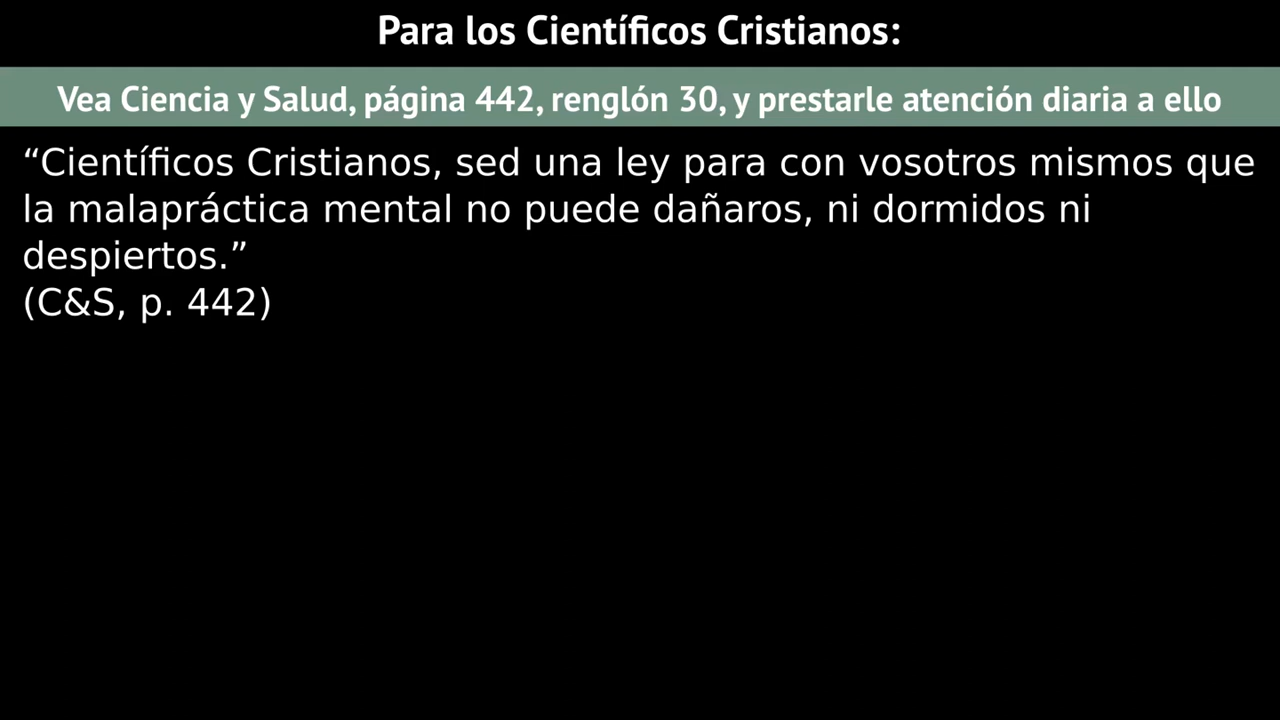 Para los Científicos Cristianos:
Vea Ciencia y Salud, página 442, renglón 30, y prestarle atención diaria a ello
“Científicos Cristianos, sed una ley para con vosotros mismos que
la malapráctica mental no puede dañaros, ni dormidos ni
despiertos.”
(C&S, p. 442)